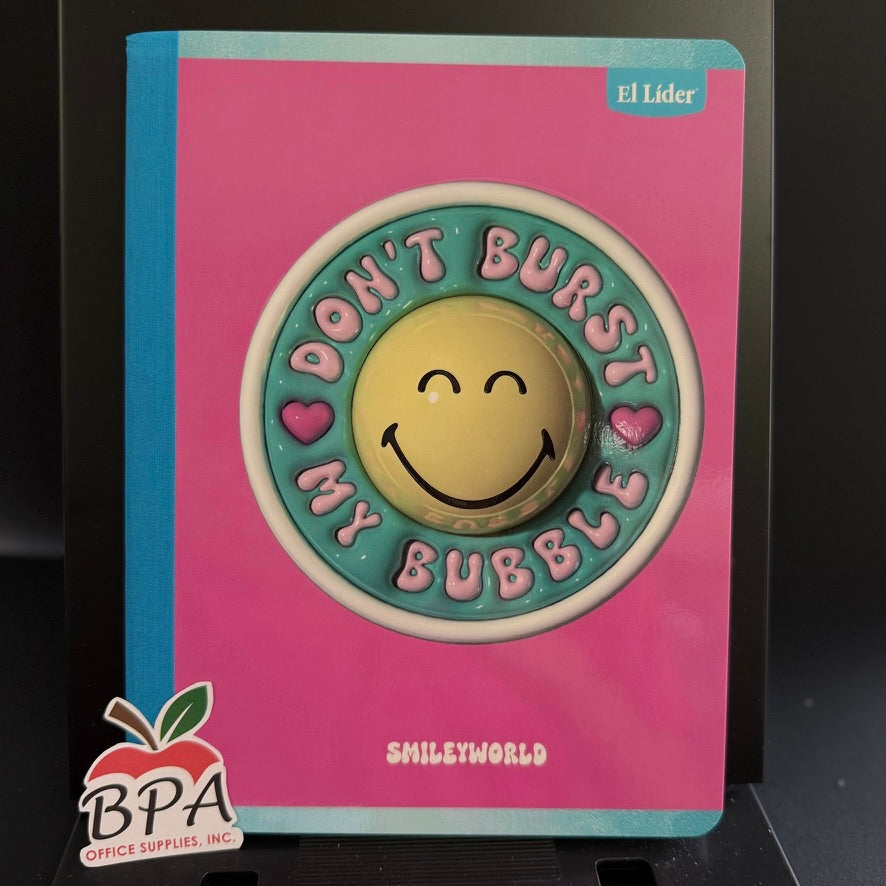 El Líder
DON'T BURST
MY BUBBLE
SMILEYWORLD
BPA
OFFICE SUPPLIES, INC.